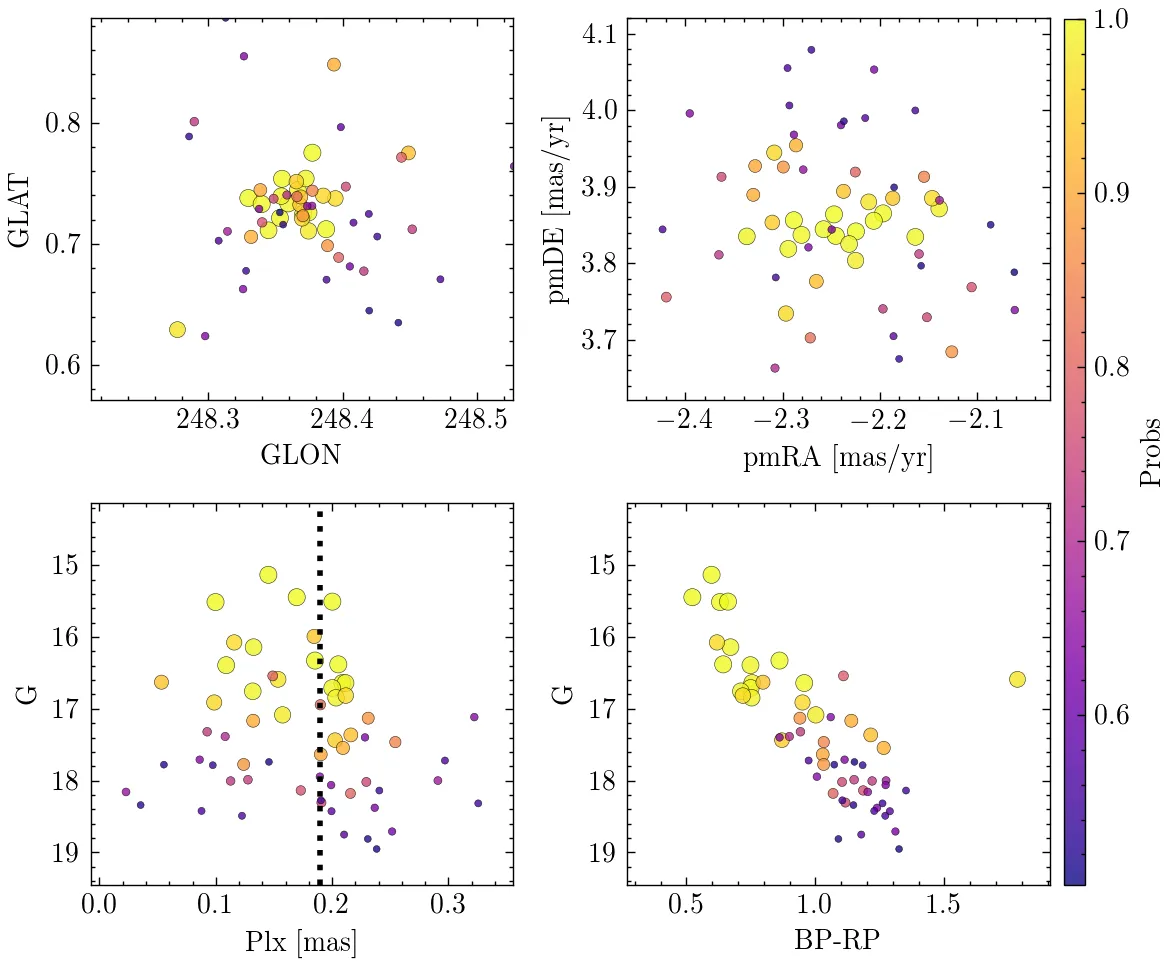 0.8
0.7
0.6
GLAT
248.3 248.4 248.5
GLON
4.1
4.0
3.9
3.8
3.7
pmDE [mas/yr]
−2.4 −2.3 −2.2 −2.1
pmRA [mas/yr]
1.0
0.9
0.8
0.7
0.6
Probs
15
16
17
18
19
G
0.0 0.1 0.2 0.3
Plx [mas]
15
16
17
18
19
G
0.5 1.0 1.5
BP-RP